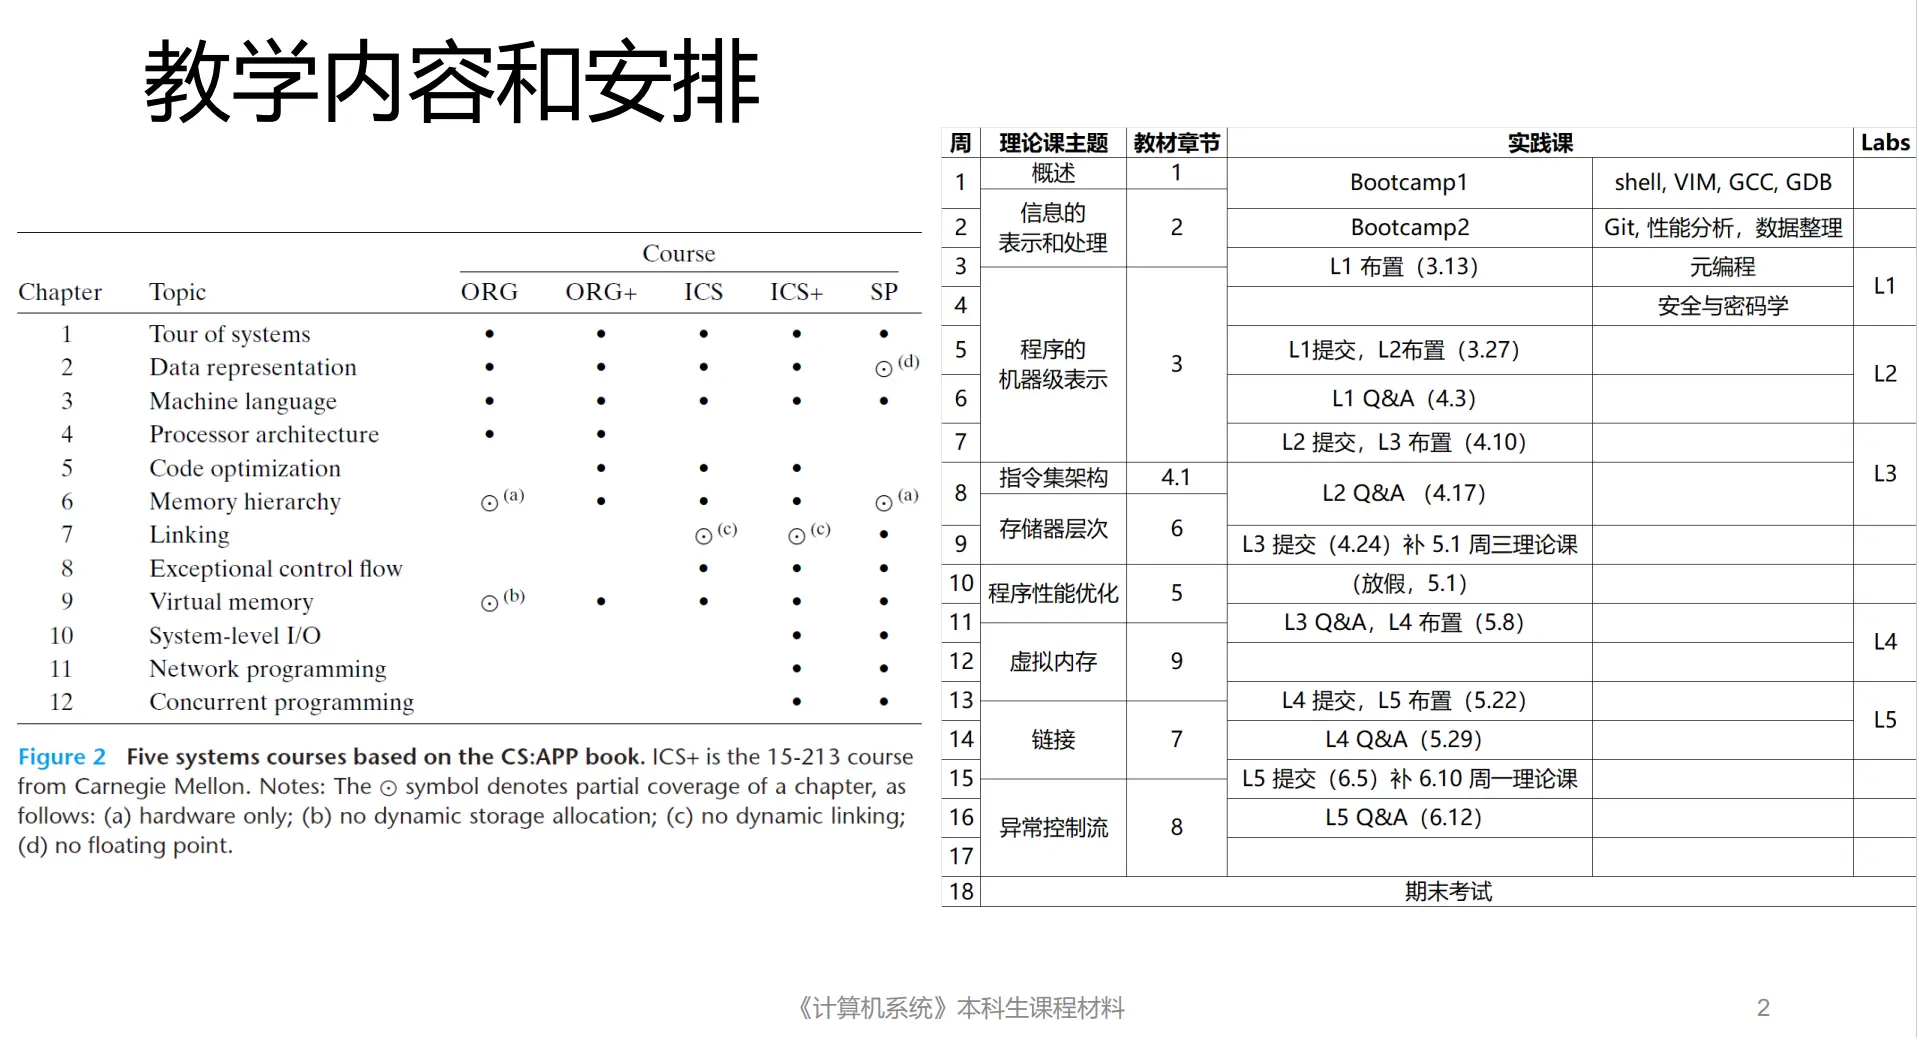 教学内容和安排
Course
Chapter Topic ORG ORG+ ICS ICS+ SP
1 Tour of systems • • • • •
2 Data representation • • • • ⊙(d)
3 Machine language • • • • •
4 Processor architecture • •
5 Code optimization • • •
6 Memory hierarchy ⊙(a) • • • ⊙(a)
7 Linking ⊙(c) ⊙(c) •
8 Exceptional control flow • • •
9 Virtual memory ⊙(b) • • • •
10 System-level I/O • •
11 Network programming • •
12 Concurrent programming • •
Figure 2 Five systems courses based on the CS:APP book. ICS+ is the 15-213 course
from Carnegie Mellon. Notes: The ⊙ symbol denotes partial coverage of a chapter, as
follows: (a) hardware only; (b) no dynamic storage allocation; (c) no dynamic linking;
(d) no floating point.
周 理论课主题 教材章节 实践课 Labs
概述 1
1 Bootcamp1 shell, VIM, GCC, GDB
信息的
表示和处理 2
2 Bootcamp2 Git, 性能分析，数据整理
3 L1 布置（3.13） 元编程
L1
4 安全与密码学
程序的
机器级表示 3
5 L1提交，L2布置（3.27）
L2
6 L1 Q&A（4.3）
7 L2 提交，L3 布置（4.10）
L3
指令集架构 4.1
8 L2 Q&A （4.17）
存储器层次 6
9 L3 提交（4.24）补 5.1 周三理论课
10 （放假，5.1）
程序性能优化 5
11 L3 Q&A，L4 布置（5.8）
L4
12 虚拟内存 9
13 L4 提交，L5 布置（5.22）
L5
14 链接 7 L4 Q&A（5.29）
15 L5 提交（6.5）补 6.10 周一理论课
16 L5 Q&A（6.12）
异常控制流 8
17
18 期末考试
《计算机系统》本科生课程材料
2